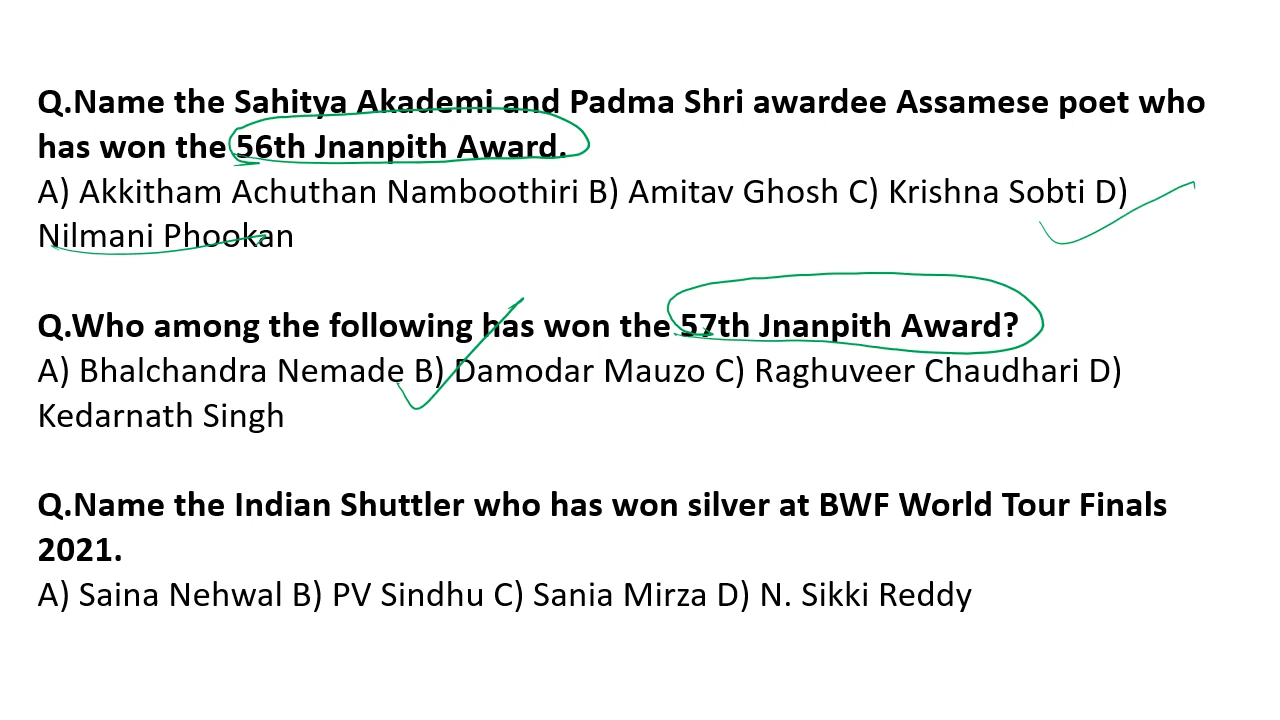 Q.Name the Sahitya Akademi and Padma Shri awardee Assamese poet who
has won the 56th Jnanpith Award.
A) Akkitham Achuthan Namboothiri B) Amitav Ghosh C) Krishna Sobti D)
Nilmani Phookan
Q.Who among the following has won the 57th Jnanpith Award?
A) Bhalchandra Nemade B) Damodar Mauzo C) Raghuveer Chaudhari D)
Kedarnath Singh
Q.Name the Indian Shuttler who has won silver at BWF World Tour Finals
2021.
A) Saina Nehwal B) PV Sindhu C) Sania Mirza D) N. Sikki Reddy